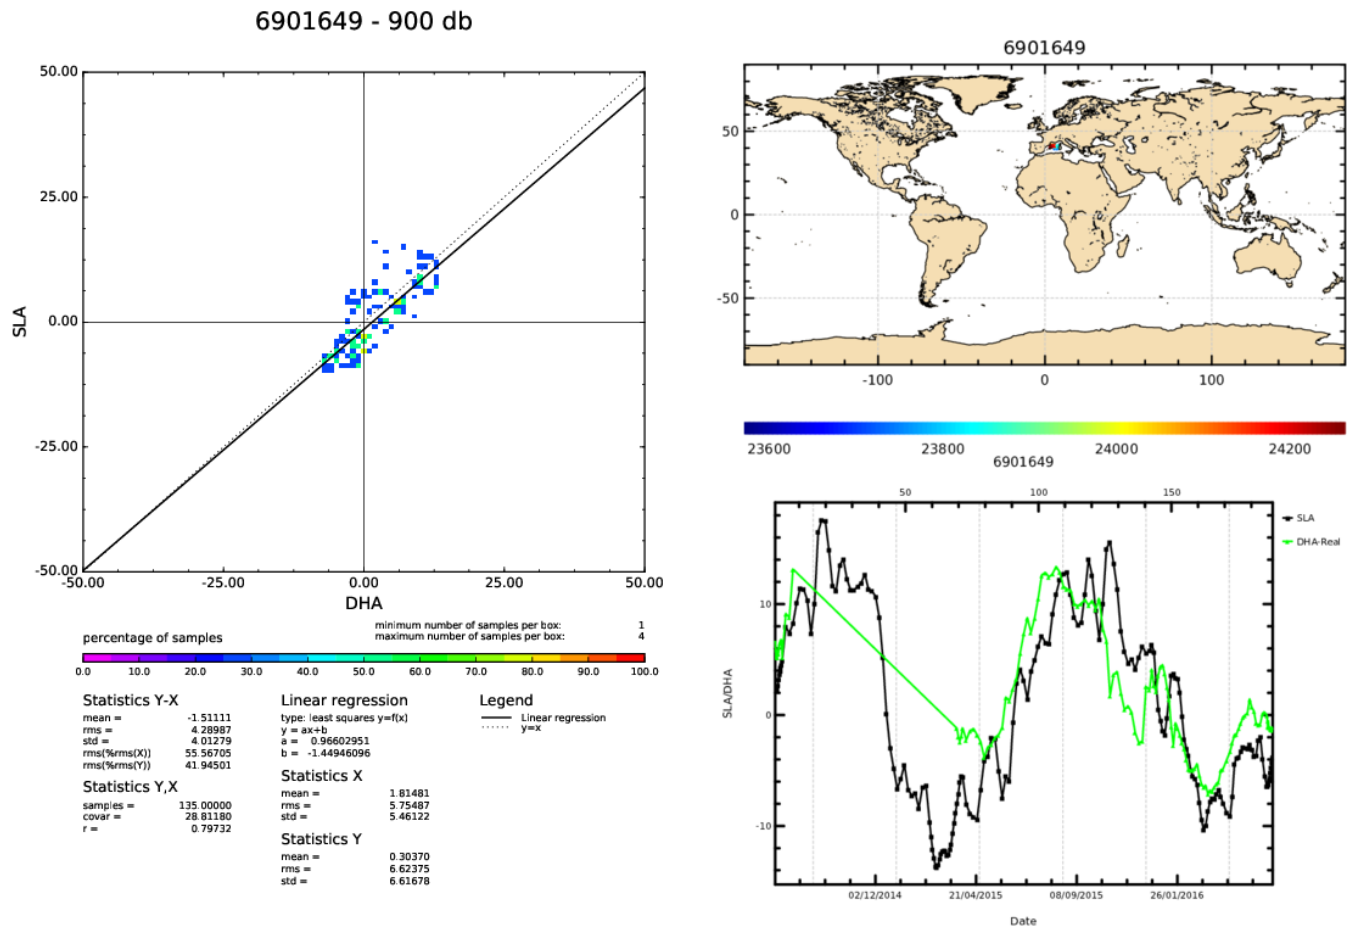 6901649 - 900 db
50.00
25.00
0.00
-25.00
-50.00
SLA
-50.00 -25.00 0.00 25.00 50.00
DHA
percentage of samples
minimum number of samples per box: 1
maximum number of samples per box: 4
0.0 10.0 20.0 30.0 40.0 50.0 60.0 70.0 80.0 90.0 100.0
Statistics Y-X
mean = -1.51111
rms = 4.28987
std = 4.01279
rms(%rms(X)) 55.56705
rms(%rms(Y)) 41.94501
Statistics Y,X
samples = 135.00000
covar = 28.81180
r = 0.79732
Linear regression
type: least squares y=f(x)
y = ax+b
a = 0.96602951
b = -1.44946096
Statistics X
mean = 1.81481
rms = 5.75487
std = 5.46122
Statistics Y
mean = 0.30370
rms = 6.62375
std = 6.61678
Legend
Linear regression
y=x
6901649
50
0
-50
-100 0 100
23600 23800 24000 24200
6901649
50 100 150
10
0
-10
SLA/DHA
02/12/2014 21/04/2015 08/09/2015 26/01/2016
Date
SLA
DHA-Real